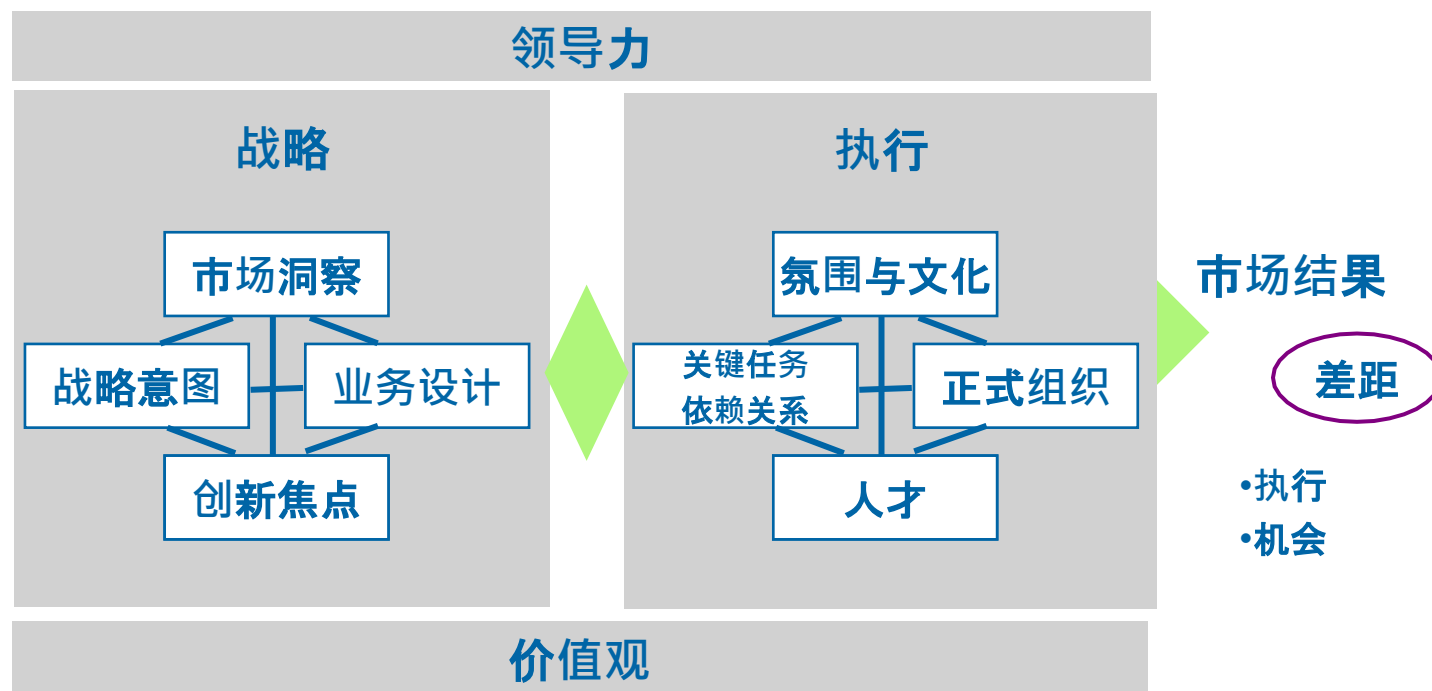 领导力
战略
执行
市场洞察
战略意图
业务设计
创新焦点
氛围与文化
关键任务
依赖关系
正式组织
人才
市场结果
差距
•执行
•机会
价值观